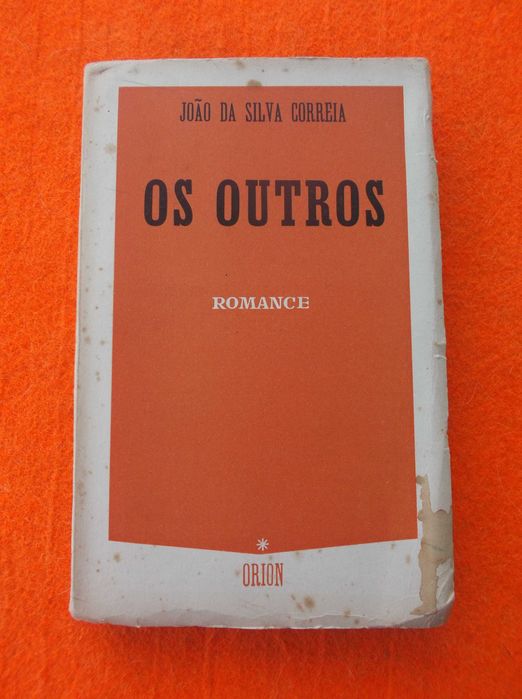 JOÃO DA SILVA CORREIA
OS OUTROS
ROMANCE
*
ORION